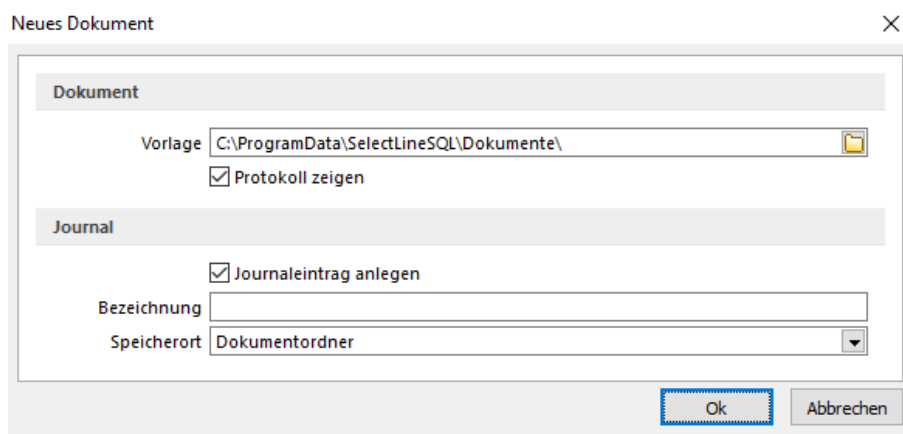 Neues Dokument
Dokument
Vorlage C:\ProgramData\SelectLineSQL\Dokumente\
Protokoll zeigen
Journal
Journaleintrag anlegen
Bezeichnung
Speicherort Dokumentordner
Ok Abbrechen